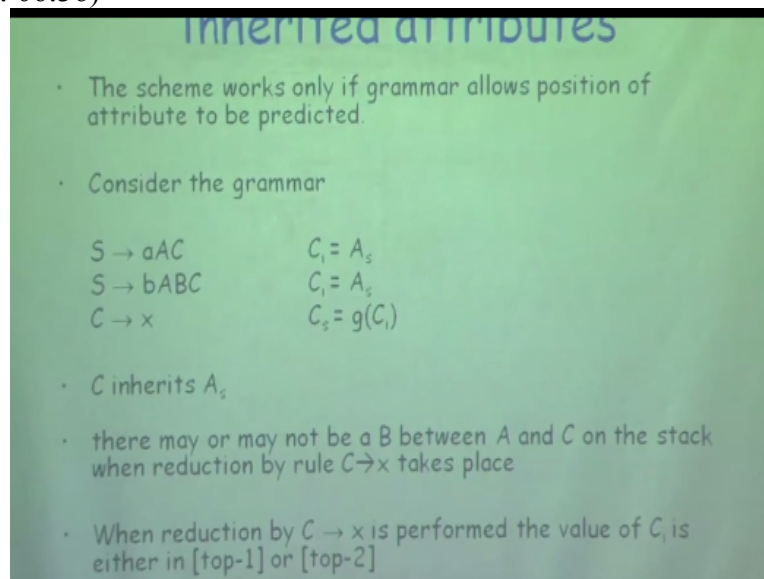 Inherited attributes
· The scheme works only if grammar allows position of
attribute to be predicted.
· Consider the grammar
S → aAC C_i = A_s
S → bABC C_i = A_s
C → x C_s = g(C_i)
· C inherits A_s
· there may or may not be a B between A and C on the stack
when reduction by rule C→x takes place
· When reduction by C → x is performed the value of C_i is
either in [top-1] or [top-2]